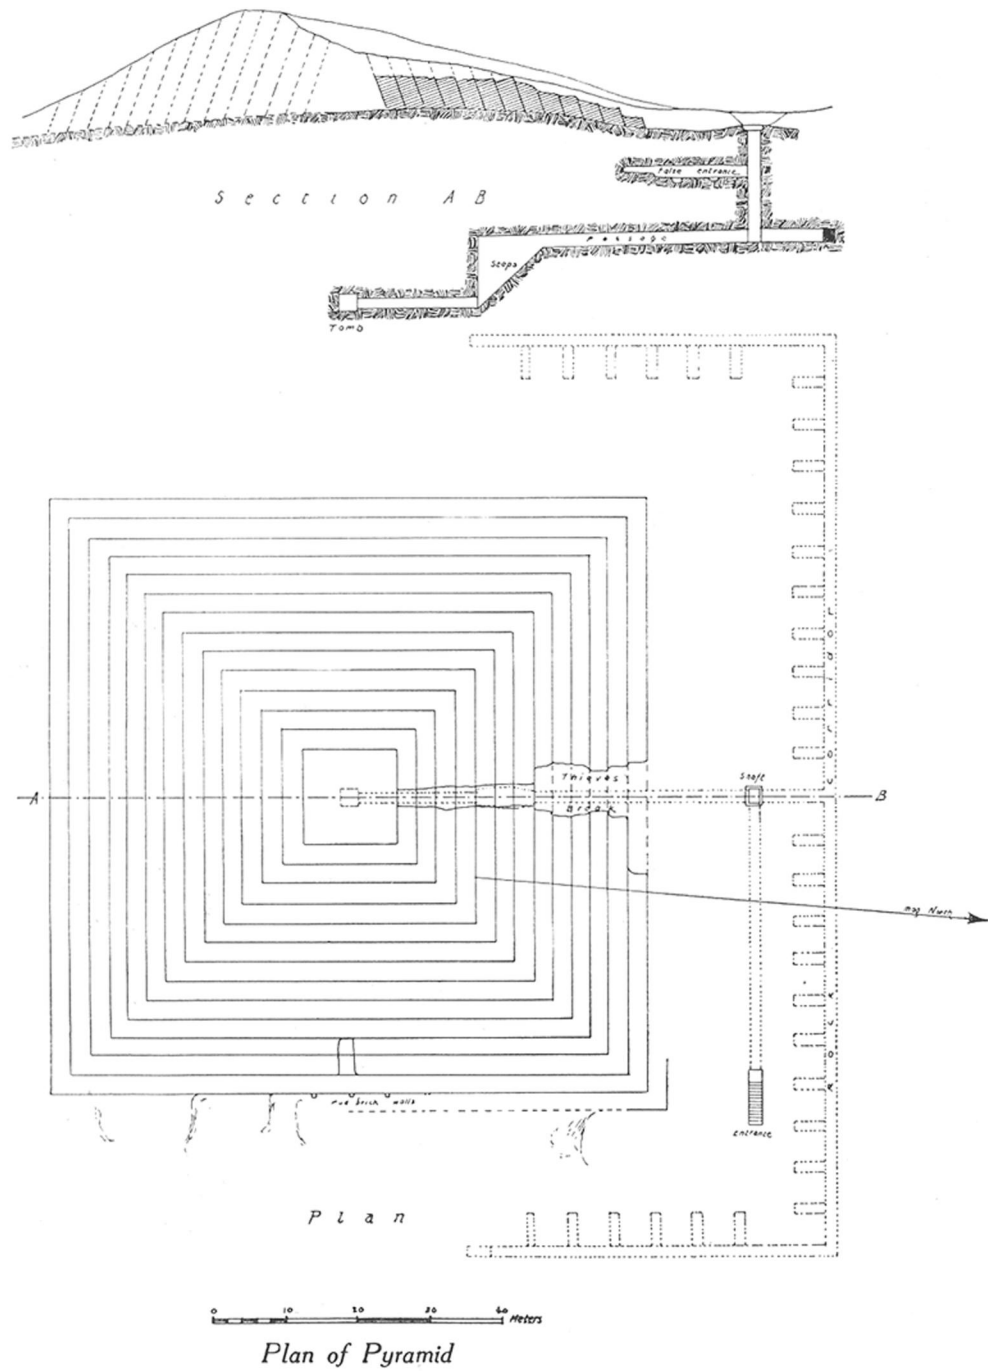 Section AB
False entrance
Passage
Steps
Tomb
Thieves
Shaft
A
B
Break
Mag North
Mud brick walls
Entrance
Plan
0 10 20 30 40 Meters
Plan of Pyramid